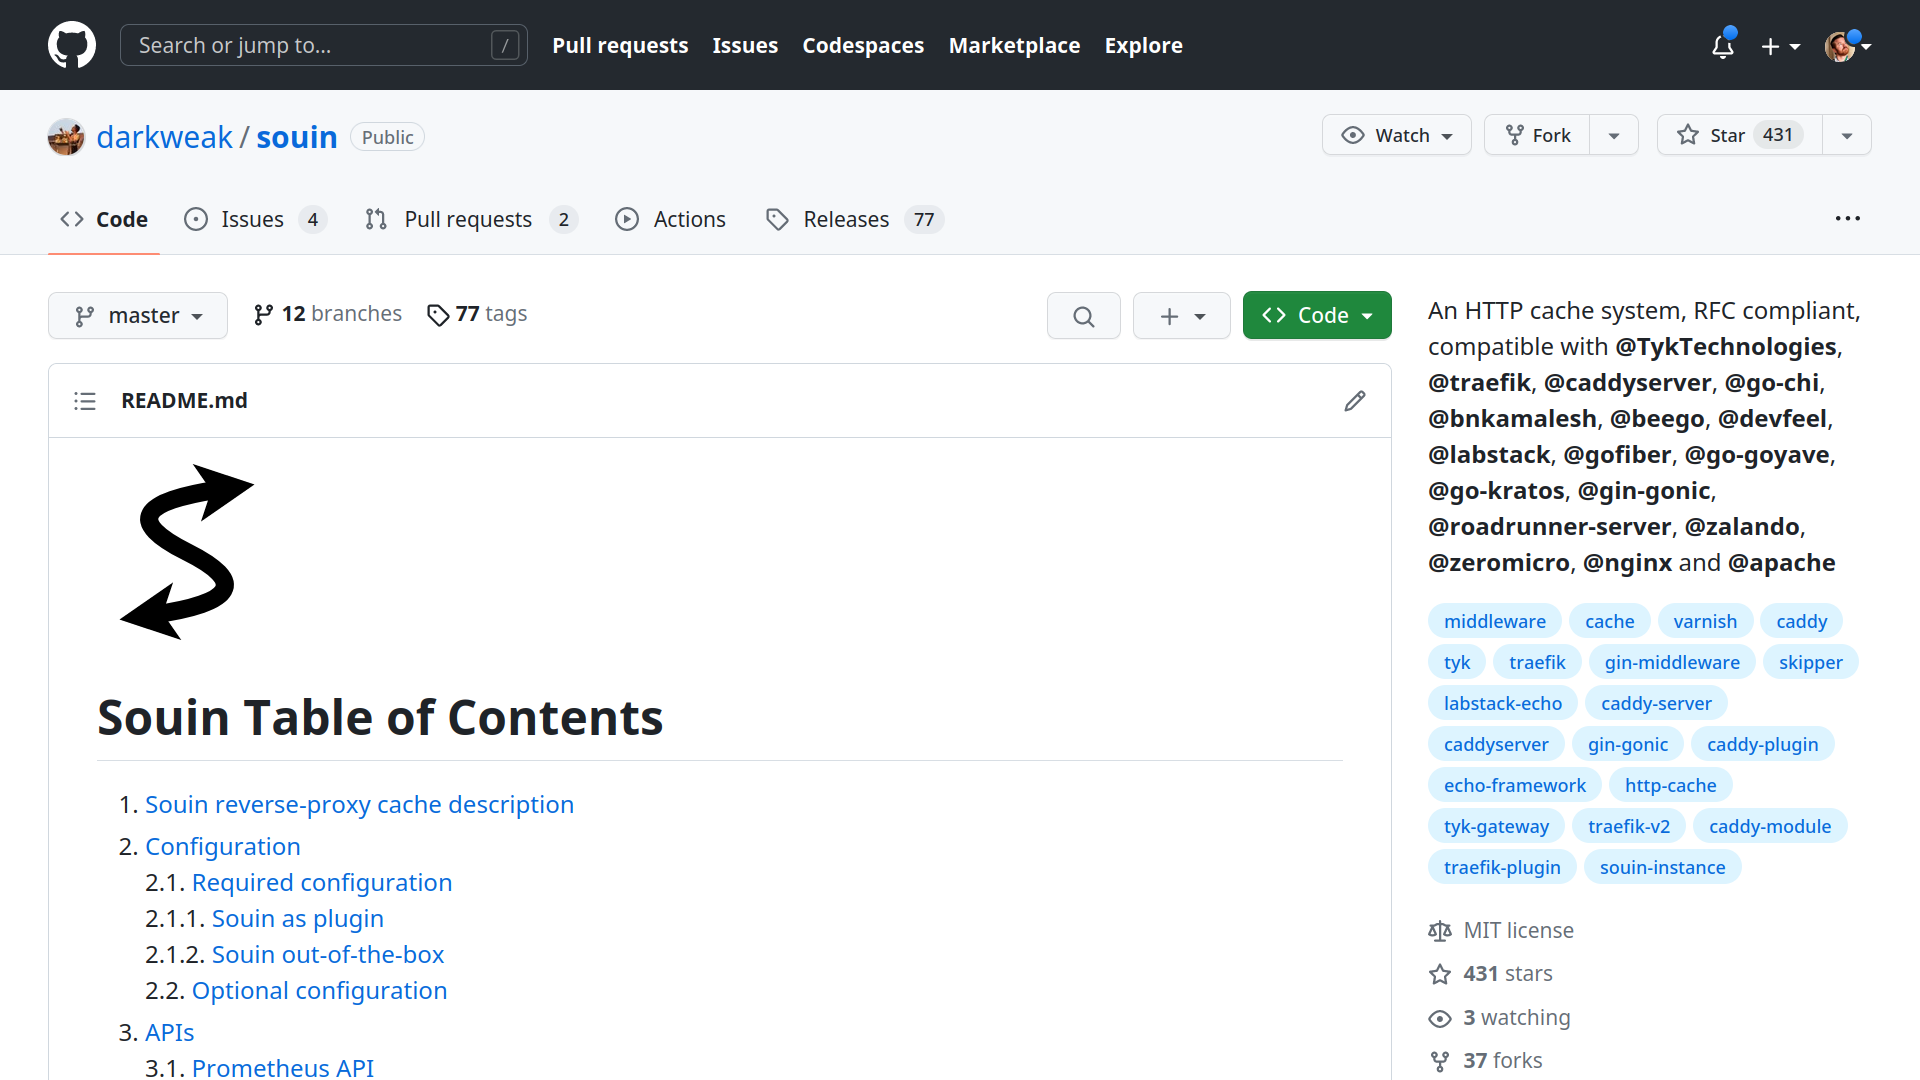 Search or jump to... /
Pull requests Issues Codespaces Marketplace Explore
darkweak / souin Public
Watch Fork Star 431
Code Issues 4 Pull requests 2 Actions Releases 77
master 12 branches 77 tags Code
README.md
Souin Table of Contents
1. Souin reverse-proxy cache description
2. Configuration
2.1. Required configuration
2.1.1. Souin as plugin
2.1.2. Souin out-of-the-box
2.2. Optional configuration
3. APIs
3.1. Prometheus API
An HTTP cache system, RFC compliant,
compatible with @TykTechnologies,
@traefik, @caddyserver, @go-chi,
@bnkamalesh, @beego, @devfeel,
@labstack, @gofiber, @go-goyave,
@go-kratos, @gin-gonic,
@roadrunner-server, @zalando,
@zeromicro, @nginx and @apache
middleware cache varnish caddy
tyk traefik gin-middleware skipper
labstack-echo caddy-server
caddyserver gin-gonic caddy-plugin
echo-framework http-cache
tyk-gateway traefik-v2 caddy-module
traefik-plugin souin-instance
MIT license
431 stars
3 watching
37 forks